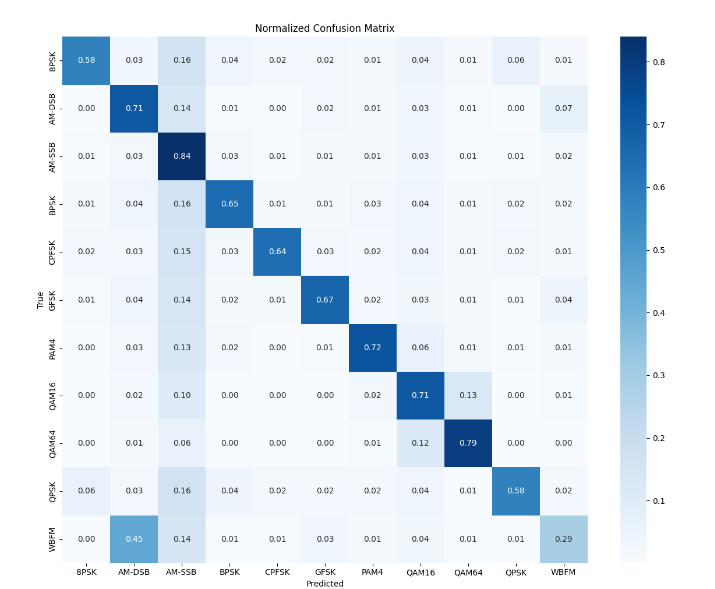 Normalized Confusion Matrix
8PSK 0.58 0.03 0.16 0.04 0.02 0.02 0.01 0.04 0.01 0.06 0.01
AM-DSB 0.00 0.71 0.14 0.01 0.00 0.02 0.01 0.03 0.01 0.00 0.07
AM-SSB 0.01 0.03 0.84 0.03 0.01 0.01 0.01 0.03 0.01 0.01 0.02
BPSK 0.01 0.04 0.16 0.65 0.01 0.01 0.03 0.04 0.01 0.02 0.02
CPFSK 0.02 0.03 0.15 0.03 0.64 0.03 0.02 0.04 0.01 0.02 0.01
GFSK 0.01 0.04 0.14 0.02 0.01 0.67 0.02 0.03 0.01 0.01 0.04
PAM4 0.00 0.03 0.13 0.02 0.00 0.01 0.72 0.06 0.01 0.01 0.01
QAM16 0.00 0.02 0.10 0.00 0.00 0.00 0.02 0.71 0.13 0.00 0.01
QAM64 0.00 0.01 0.06 0.00 0.00 0.00 0.01 0.12 0.79 0.00 0.00
QPSK 0.06 0.03 0.16 0.04 0.02 0.02 0.02 0.04 0.01 0.58 0.02
WBFM 0.00 0.45 0.14 0.01 0.01 0.03 0.01 0.04 0.01 0.01 0.29
True
8PSK AM-DSB AM-SSB BPSK CPFSK GFSK PAM4 QAM16 QAM64 QPSK WBFM
Predicted
0.8
0.7
0.6
0.5
0.4
0.3
0.2
0.1